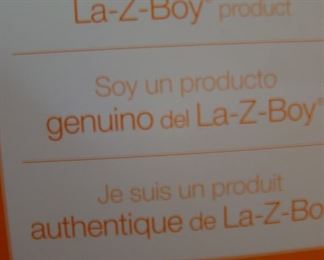 La-Z-Boy® product
Soy un producto
genuino del La-Z-Boy®
Je suis un produit
authentique de La-Z-Bo